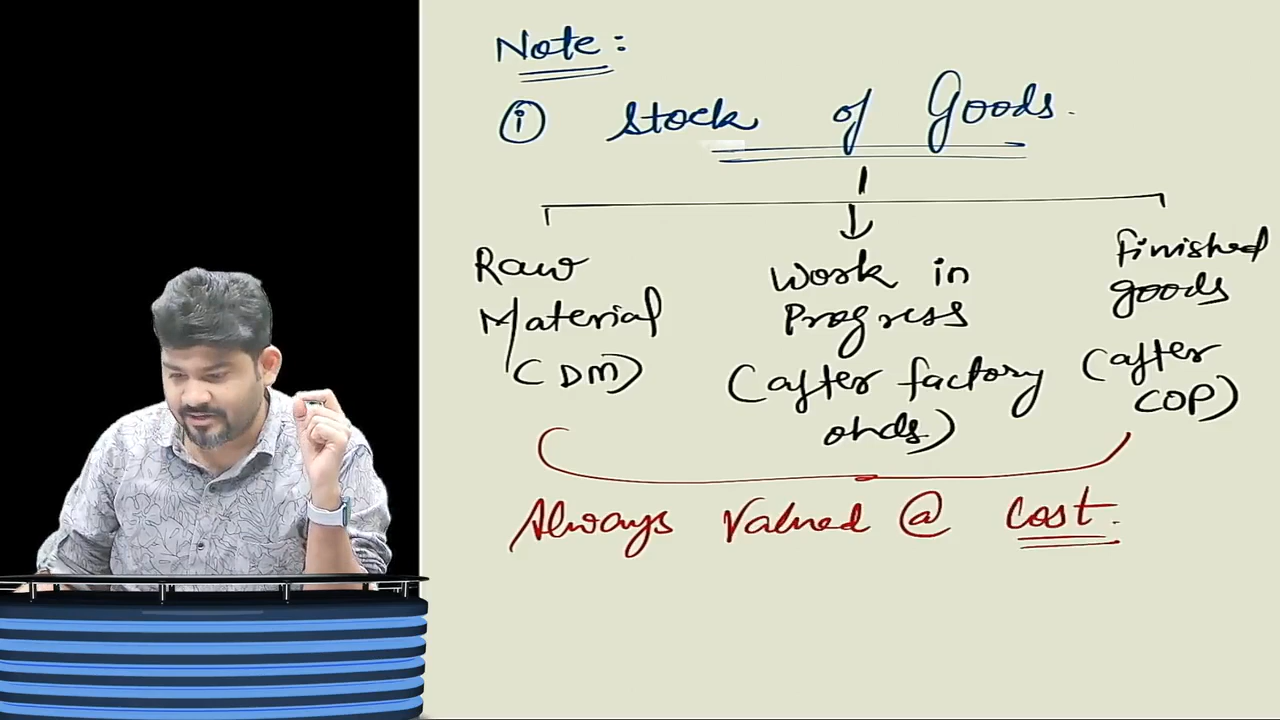 Note:
① Stock of Goods.
Raw
Material
(DM)
Work in
Progress
(after factory
ohds.)
finished
goods
(after
COP)
Always Valued @ Cost.